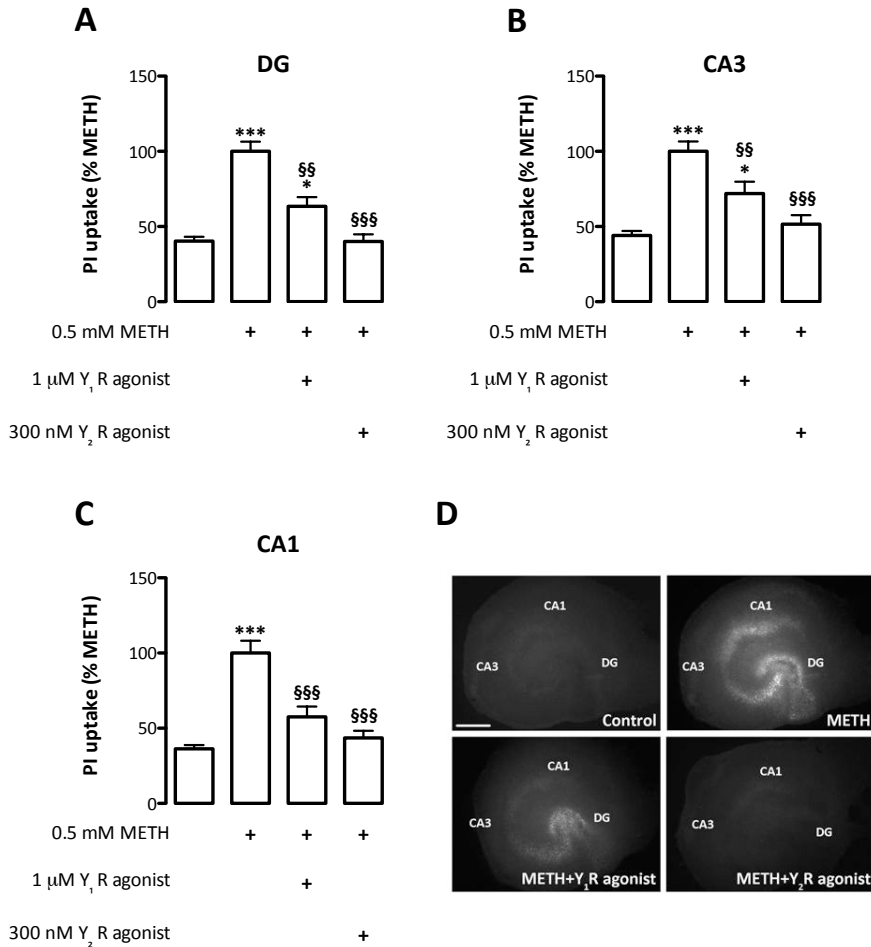 A
DG
PI uptake (% METH)
150
100
50
0
***
§§
*
§§§
0.5 mM METH + + +
1 μM Y₁ R agonist +
300 nM Y₂ R agonist +
B
CA3
PI uptake (% METH)
150
100
50
0
***
§§
*
§§§
0.5 mM METH + + +
1 μM Y₁ R agonist +
300 nM Y₂ R agonist +
C
CA1
PI uptake (% METH)
150
100
50
0
***
§§§
§§§
0.5 mM METH + + +
1 μM Y₁ R agonist +
300 nM Y₂ R agonist +
D
CA1
CA3
DG
Control
CA1
CA3
DG
METH
CA1
CA3
DG
METH+Y₁R agonist
CA1
CA3
DG
METH+Y₂R agonist